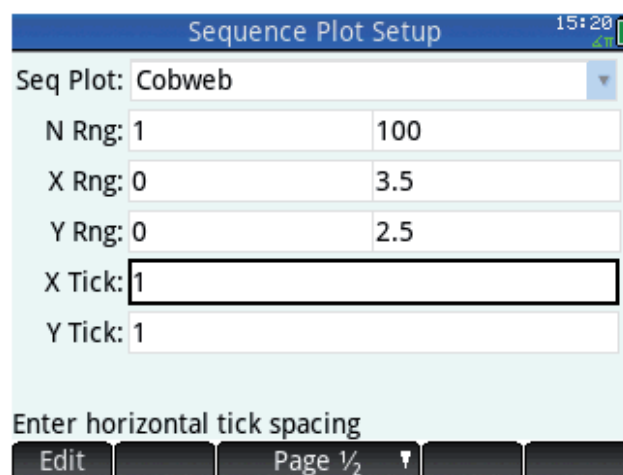 Sequence Plot Setup 15:20
∡π
Seq Plot: Cobweb
N Rng: 1 100
X Rng: 0 3.5
Y Rng: 0 2.5
X Tick: 1
Y Tick: 1
Enter horizontal tick spacing
Edit Page ½